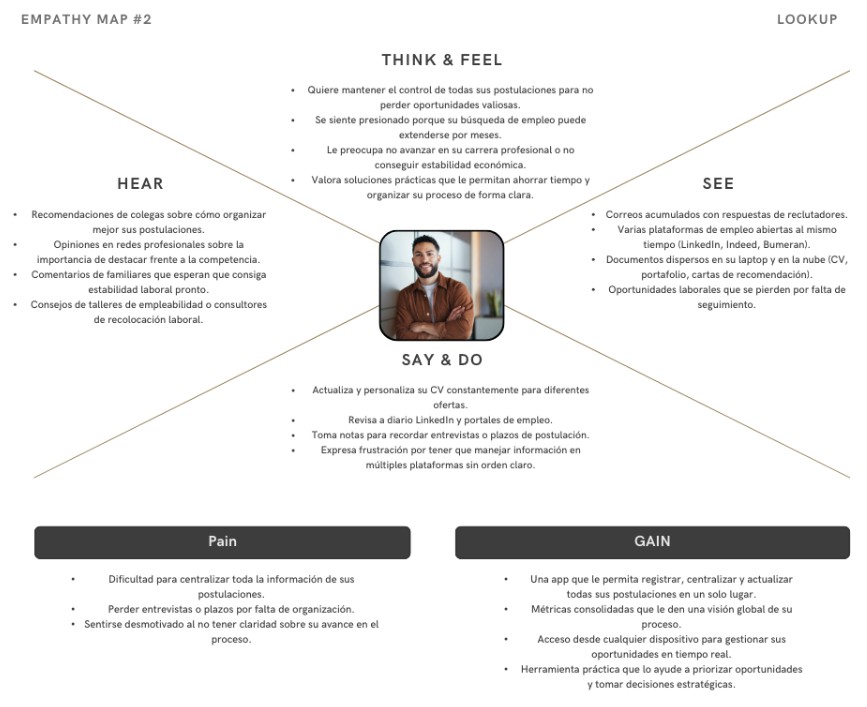 EMPATHY MAP #2
LOOKUP
THINK & FEEL
• Quiere mantener el control de todas sus postulaciones para no
perder oportunidades valiosas.
• Se siente presionado porque su búsqueda de empleo puede
extenderse por meses.
• Le preocupa no avanzar en su carrera profesional o no
conseguir estabilidad económica.
• Valora soluciones prácticas que le permitan ahorrar tiempo y
organizar su proceso de forma clara.
HEAR
• Recomendaciones de colegas sobre cómo organizar
mejor sus postulaciones.
• Opiniones en redes profesionales sobre la
importancia de destacar frente a la competencia.
• Comentarios de familiares que esperan que consiga
estabilidad laboral pronto.
• Consejos de talleres de empleabilidad o consultores
de recolocación laboral.
SEE
• Correos acumulados con respuestas de reclutadores.
• Varias plataformas de empleo abiertas al mismo
tiempo (LinkedIn, Indeed, Bumeran).
• Documentos dispersos en su laptop y en la nube (CV,
portafolio, cartas de recomendación).
• Oportunidades laborales que se pierden por falta de
seguimiento.
SAY & DO
• Actualiza y personaliza su CV constantemente para diferentes
ofertas.
• Revisa a diario LinkedIn y portales de empleo.
• Toma notas para recordar entrevistas o plazos de postulación.
• Expresa frustración por tener que manejar información en
múltiples plataformas sin orden claro.
Pain
• Dificultad para centralizar toda la información de sus
postulaciones.
• Perder entrevistas o plazos por falta de organización.
• Sentirse desmotivado al no tener claridad sobre su avance en el
proceso.
GAIN
• Una app que le permita registrar, centralizar y actualizar
todas sus postulaciones en un solo lugar.
• Métricas consolidadas que le den una visión global de su
proceso.
• Acceso desde cualquier dispositivo para gestionar sus
oportunidades en tiempo real.
• Herramienta práctica que lo ayude a priorizar oportunidades
y tomar decisiones estratégicas.